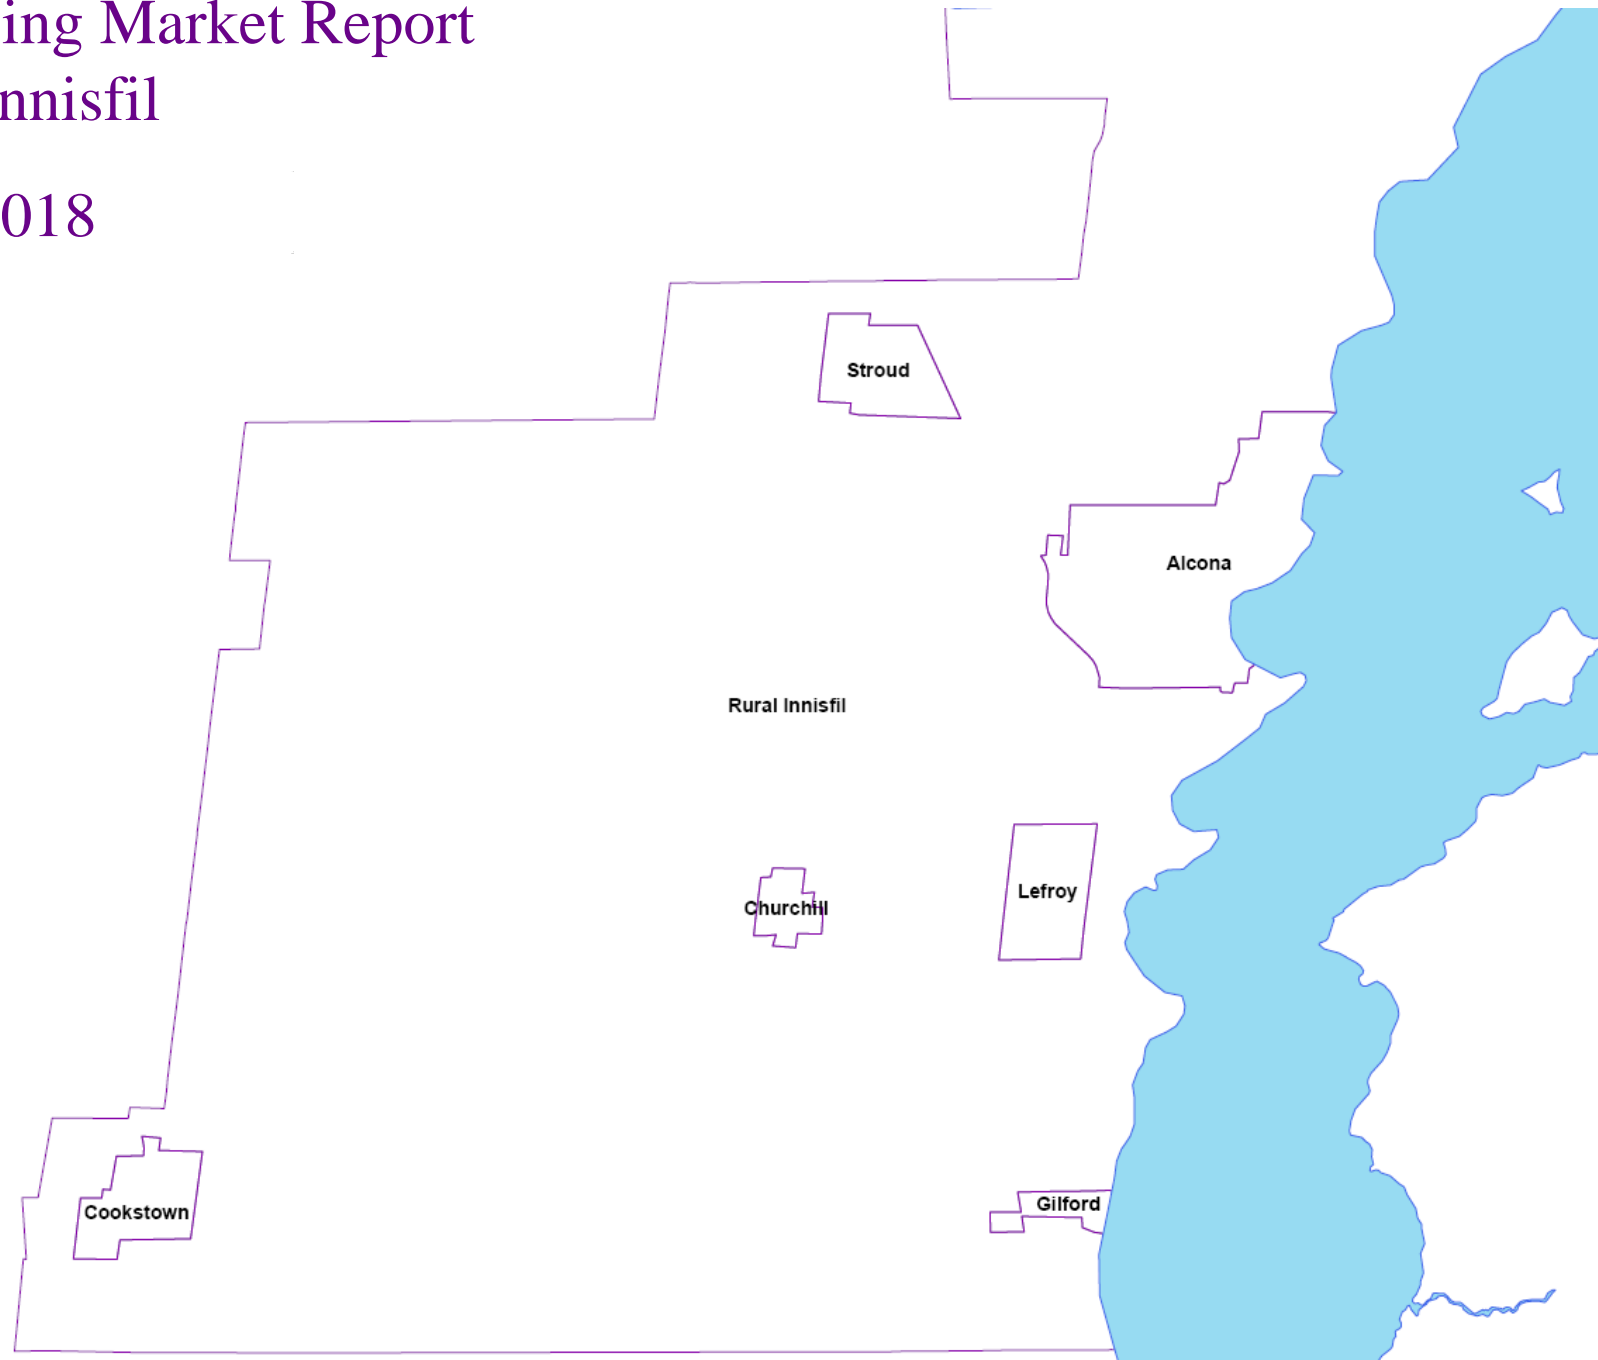 ing Market Report
nnisfil
018
Stroud
Alcona
Rural Innisfil
Lefroy
Churchill
Gilford
Cookstown